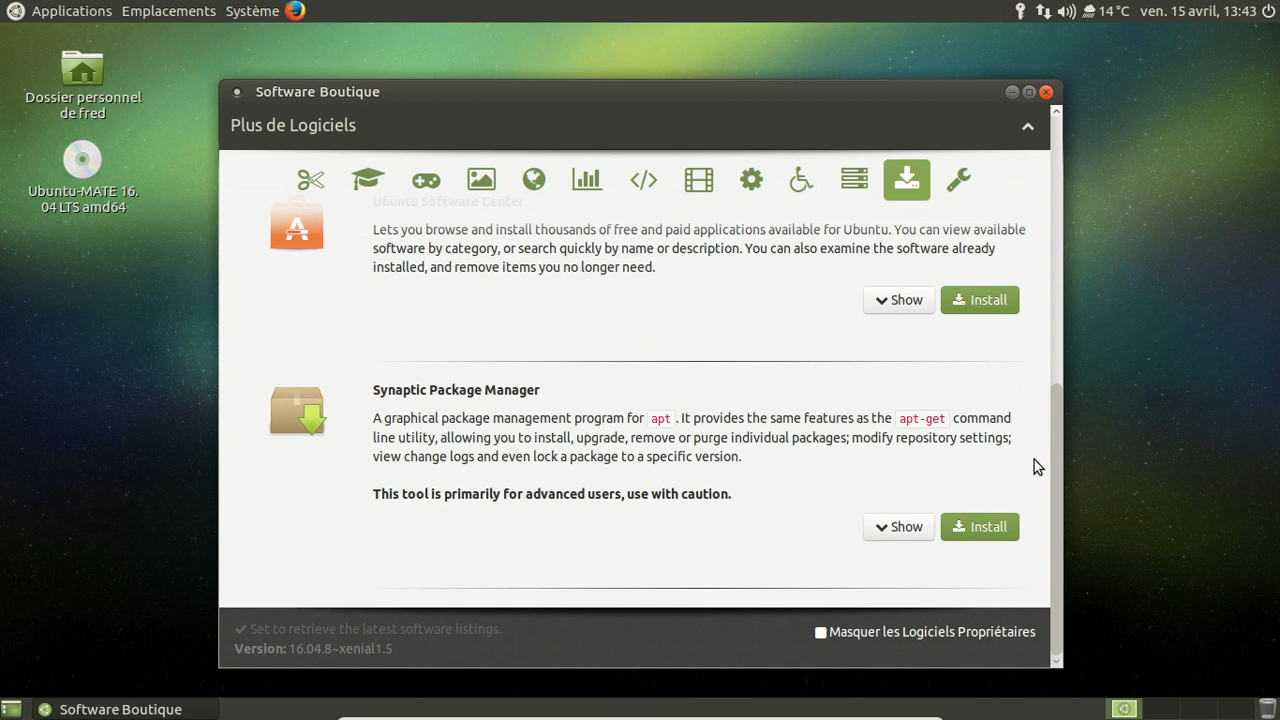 Applications Emplacements Système 14 °C ven. 15 avril, 13:43
Dossier personnel
de fred
Ubuntu-MATE 16.
04 LTS amd64
Software Boutique
Plus de Logiciels
Ubuntu Software Center
Lets you browse and install thousands of free and paid applications available for Ubuntu. You can view available
software by category, or search quickly by name or description. You can also examine the software already
installed, and remove items you no longer need.
Show Install
Synaptic Package Manager
A graphical package management program for apt. It provides the same features as the apt-get command
line utility, allowing you to install, upgrade, remove or purge individual packages; modify repository settings;
view change logs and even lock a package to a specific version.
This tool is primarily for advanced users, use with caution.
Show Install
Set to retrieve the latest software listings.
Version: 16.04.8~xenial1.5
Masquer les Logiciels Propriétaires
Software Boutique